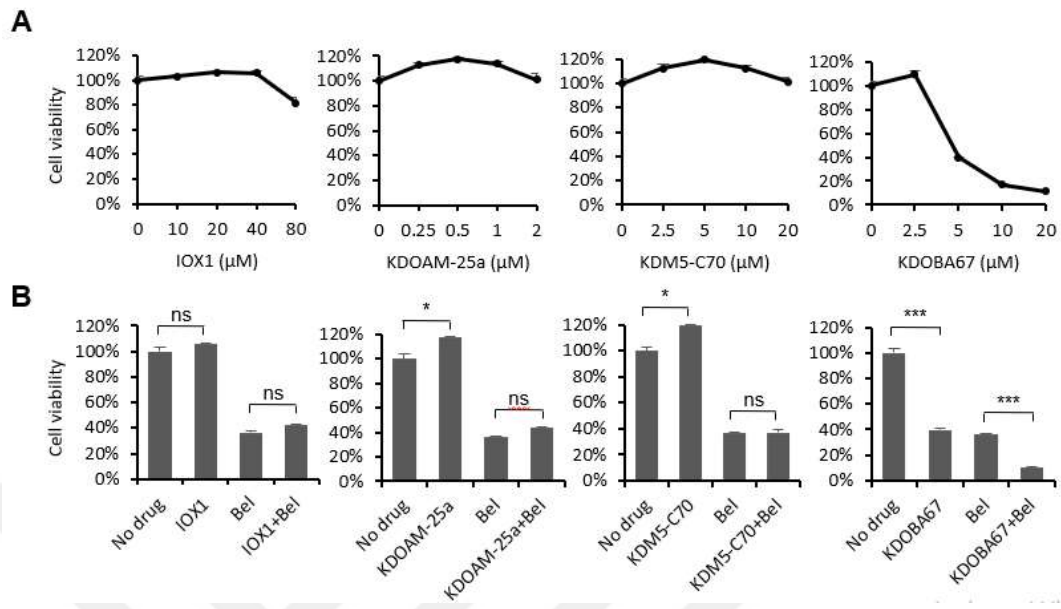 A
Cell viability
120%
100%
80%
60%
40%
20%
0%
0 10 20 40 80
IOX1 (µM)
120%
100%
80%
60%
40%
20%
0%
0 0.25 0.5 1 2
KDOAM-25a (µM)
120%
100%
80%
60%
40%
20%
0%
0 2.5 5 10 20
KDM5-C70 (µM)
120%
100%
80%
60%
40%
20%
0%
0 2.5 5 10 20
KDOBA67 (µM)
B
Cell viability
120%
100%
80%
60%
40%
20%
0%
ns
ns
No drug
IOX1
Bel
IOX1+Bel
120%
100%
80%
60%
40%
20%
0%
*
ns
No drug
KDOAM-25a
Bel
KDOAM-25a+Bel
120%
100%
80%
60%
40%
20%
0%
*
ns
No drug
KDM5-C70
Bel
KDM5-C70+Bel
120%
100%
80%
60%
40%
20%
0%
***
***
No drug
KDOBA67
Bel
KDOBA67+Bel